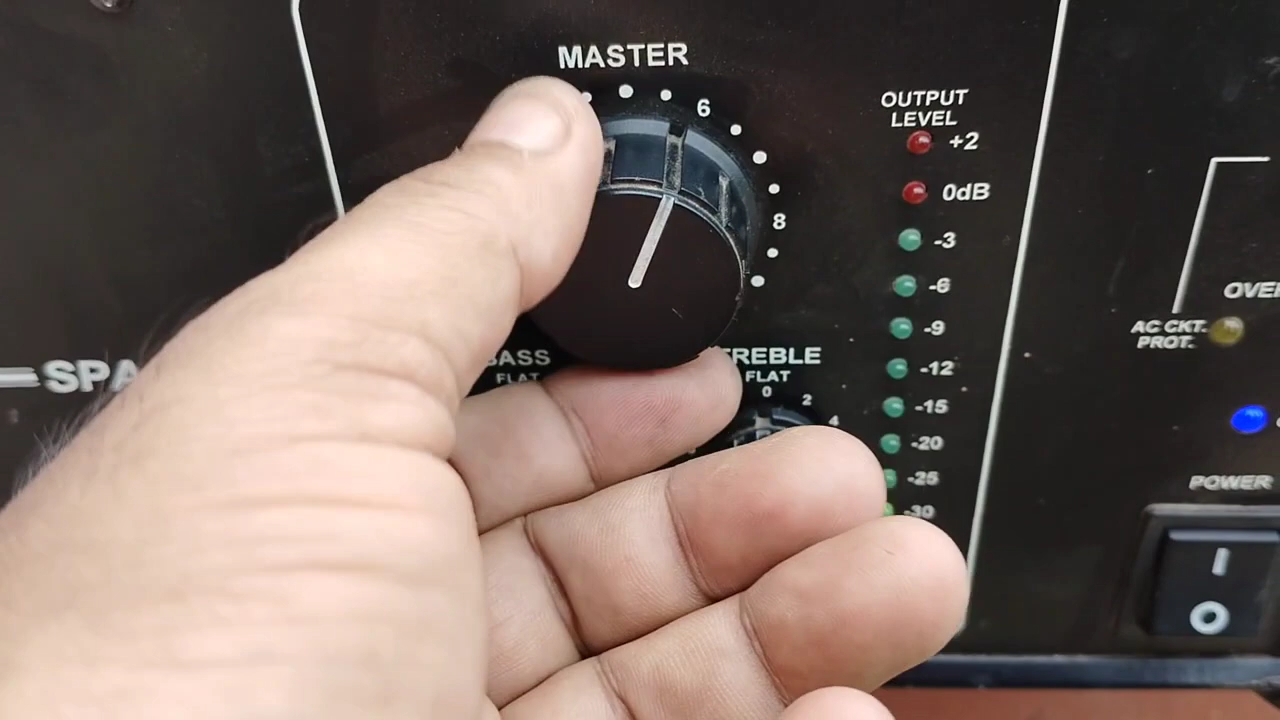 MASTER
6
8
OUTPUT
LEVEL
+2
0dB
-3
-6
-9
-12
-15
-20
-25
-30
BASS
FLAT
TREBLE
FLAT
0
2
4
AC CKT.
PROT.
POWER
I
O